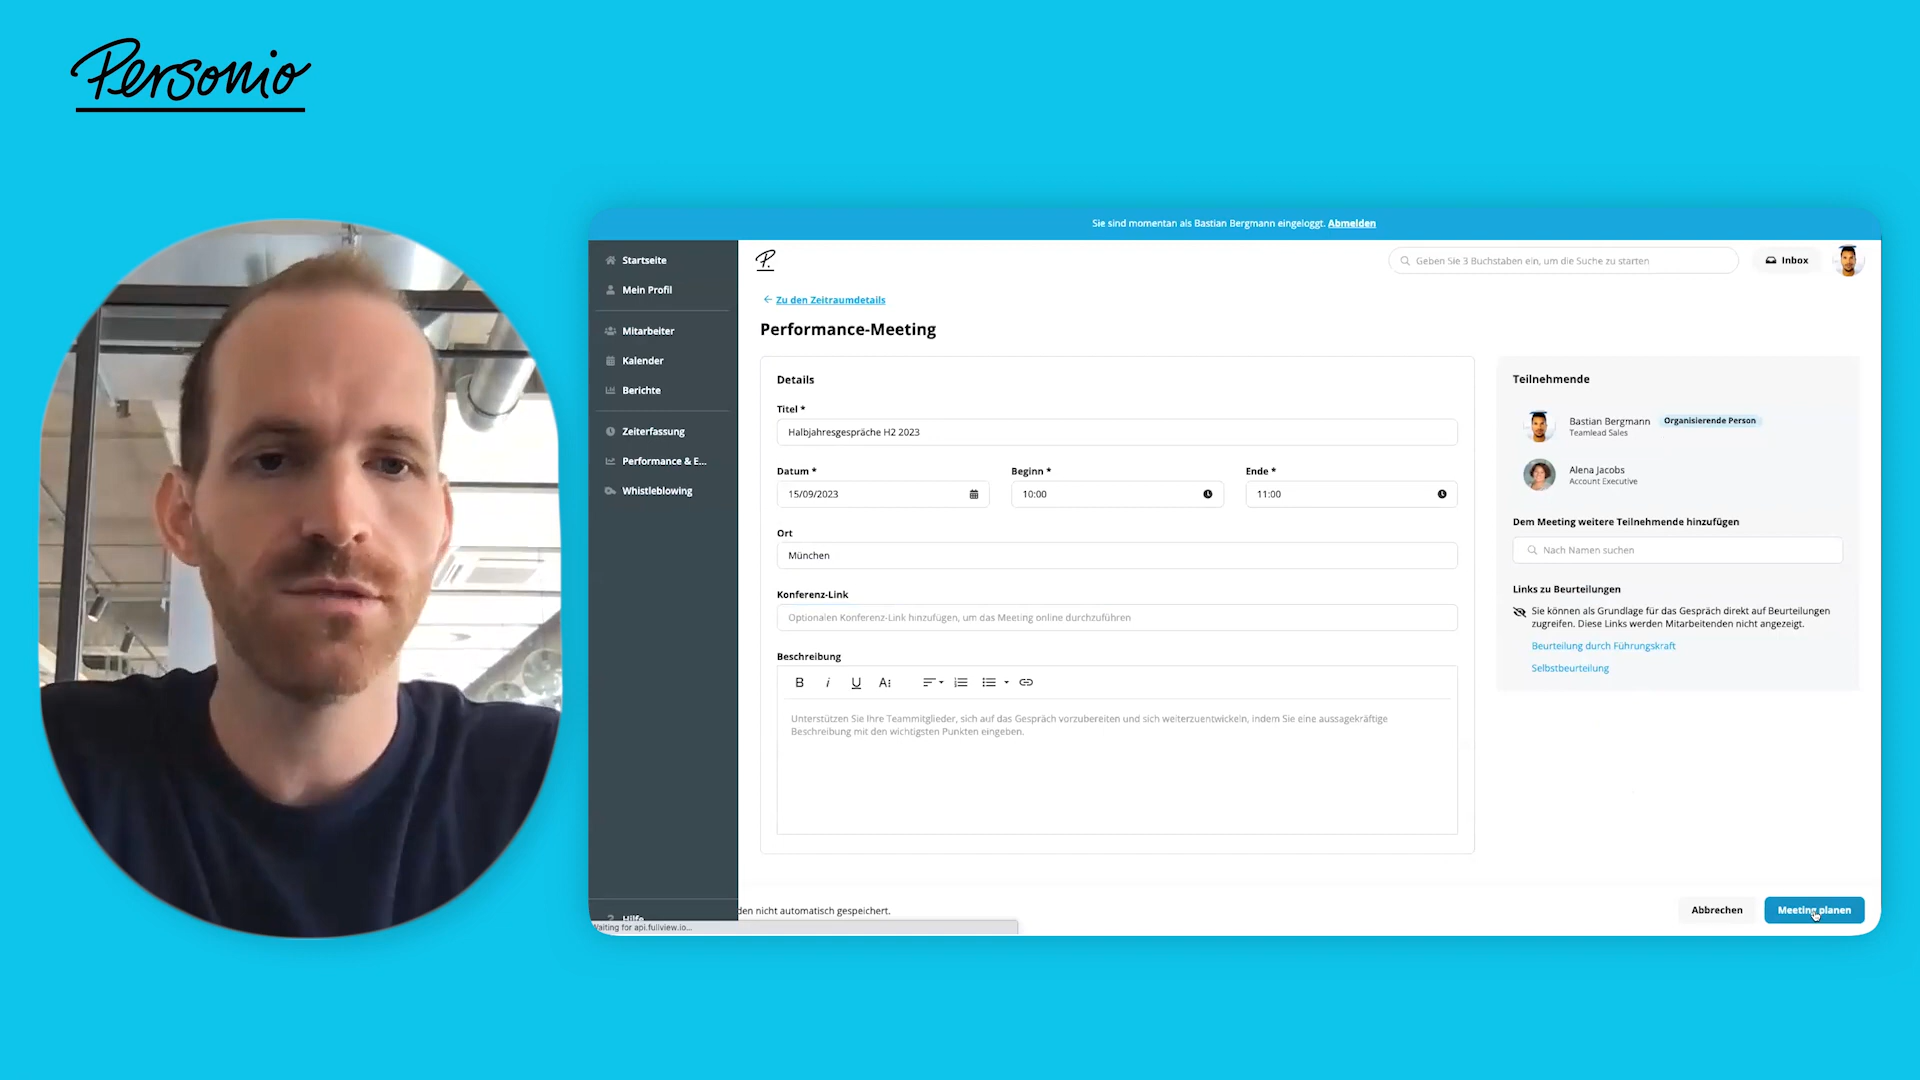 Personio
Sie sind momentan als Bastian Bergmann eingeloggt. Abmelden
Startseite
Mein Profil
Mitarbeiter
Kalender
Berichte
Zeiterfassung
Performance & E...
Whistleblowing
Hilfe
Waiting for api.fullview.io...
P.
Geben Sie 3 Buchstaben ein, um die Suche zu starten
Inbox
← Zu den Zeitraumdetails
Performance-Meeting
Details
Titel *
Halbjahresgespräche H2 2023
Datum * Beginn * Ende *
15/09/2023 10:00 11:00
Ort
München
Konferenz-Link
Optionalen Konferenz-Link hinzufügen, um das Meeting online durchzuführen
Beschreibung
B i U A
Unterstützen Sie Ihre Teammitglieder, sich auf das Gespräch vorzubereiten und sich weiterzuentwickeln, indem Sie eine aussagekräftige
Beschreibung mit den wichtigsten Punkten eingeben.
Teilnehmende
Bastian Bergmann Organisierende Person
Teamlead Sales
Alena Jacobs
Account Executive
Dem Meeting weitere Teilnehmende hinzufügen
Nach Namen suchen
Links zu Beurteilungen
Sie können als Grundlage für das Gespräch direkt auf Beurteilungen
zugreifen. Diese Links werden Mitarbeitenden nicht angezeigt.
Beurteilung durch Führungskraft
Selbstbeurteilung
den nicht automatisch gespeichert.
Abbrechen Meeting planen